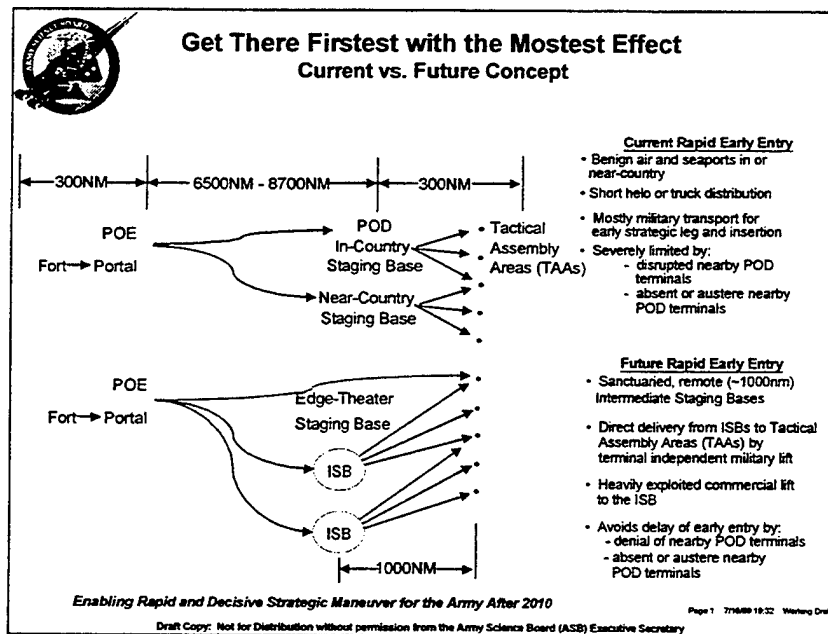 Get There Firstest with the Mostest Effect
Current vs. Future Concept
300NM
6500NM - 8700NM
300NM
POE
Fort → Portal
POD
In-Country
Staging Base
Near-Country
Staging Base
• Tactical
Assembly
Areas (TAAs)
Current Rapid Early Entry
• Benign air and seaports in or
near-country
• Short helo or truck distribution
• Mostly military transport for
early strategic leg and insertion
• Severely limited by:
- disrupted nearby POD
terminals
- absent or austere nearby
POD terminals
POE
Fort → Portal
Edge-Theater
Staging Base
ISB
ISB
1000NM
Future Rapid Early Entry
• Sanctuaried, remote (~1000nm)
Intermediate Staging Bases
• Direct delivery from ISBs to Tactical
Assembly Areas (TAAs) by
terminal independent military lift
• Heavily exploited commercial lift
to the ISB
• Avoids delay of early entry by:
- denial of nearby POD terminals
- absent or austere nearby
POD terminals
Enabling Rapid and Decisive Strategic Maneuver for the Army After 2010
Page 1 19:32 Working Draft
Draft Copy: Not for Distribution without permission from the Army Science Board (ASB) Executive Secretary